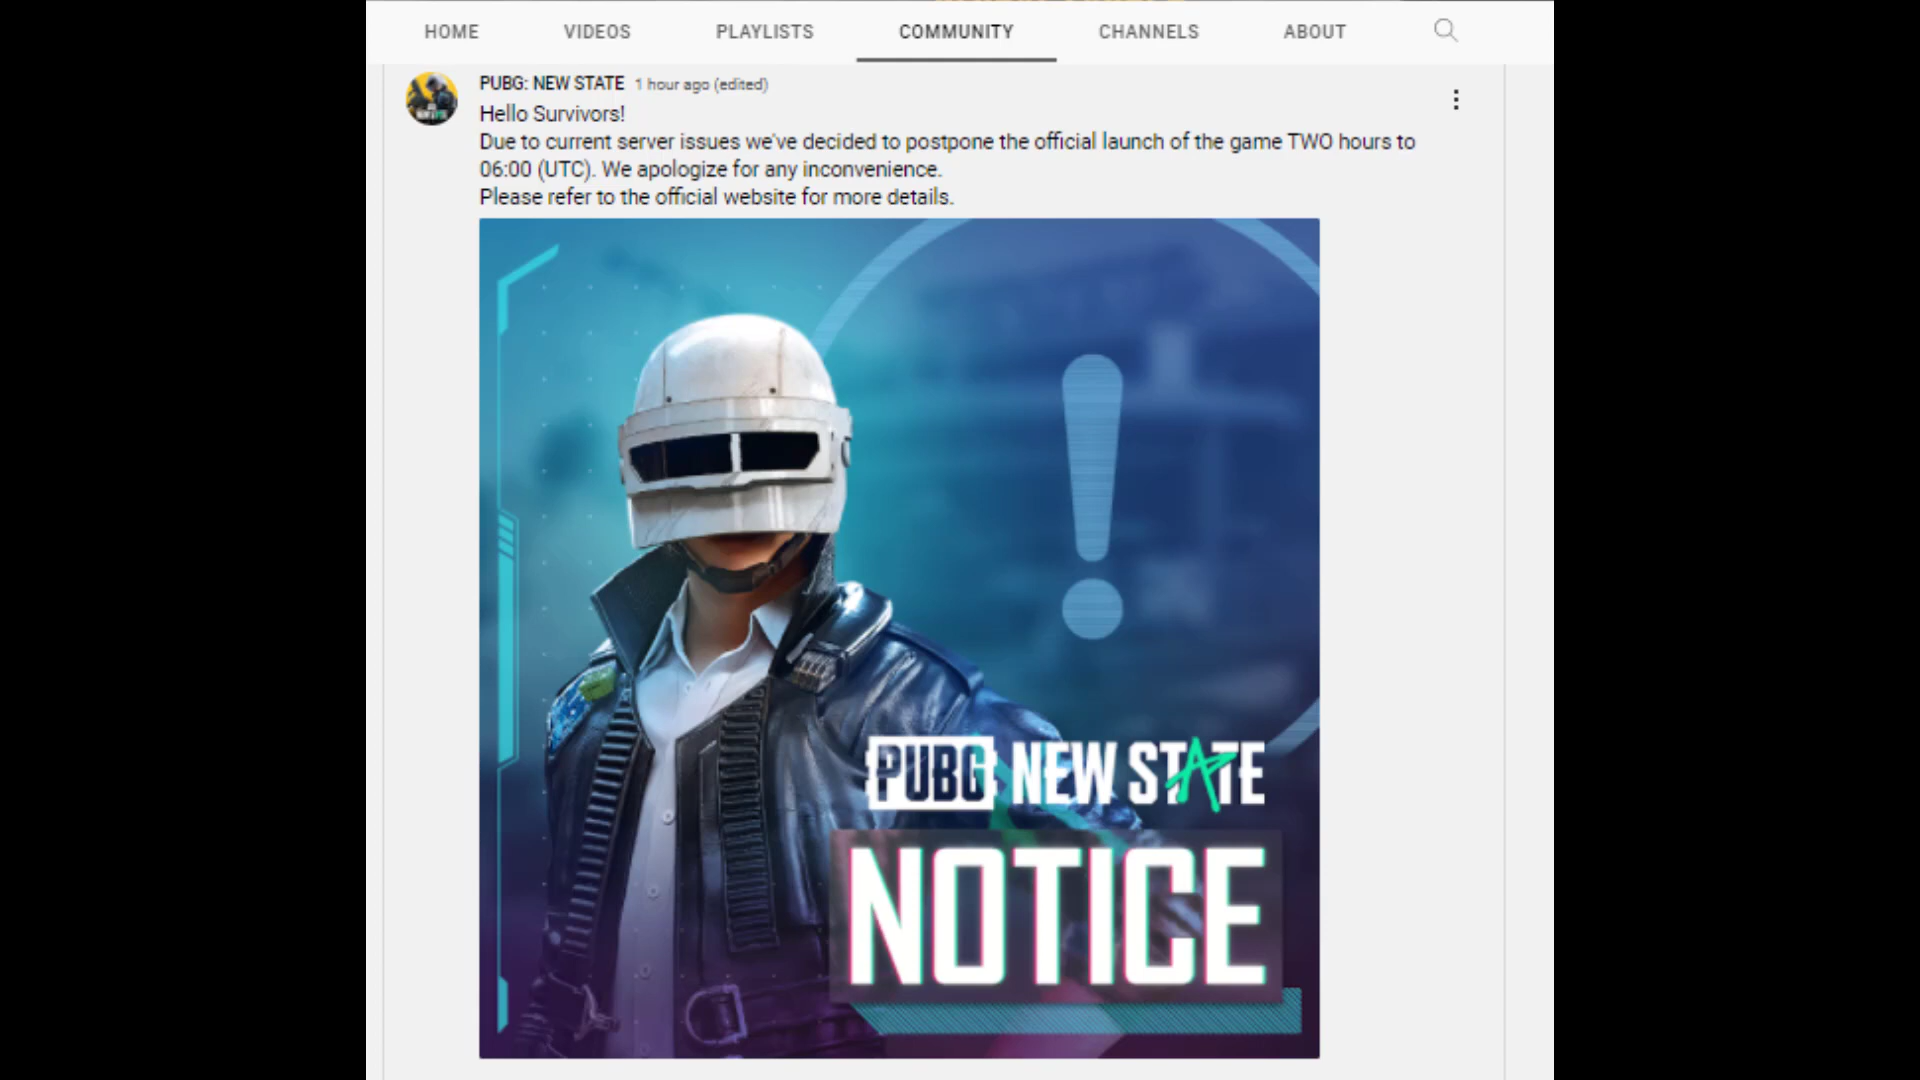 HOME VIDEOS PLAYLISTS COMMUNITY CHANNELS ABOUT
PUBG: NEW STATE 1 hour ago (edited)
Hello Survivors!
Due to current server issues we've decided to postpone the official launch of the game TWO hours to
06:00 (UTC). We apologize for any inconvenience.
Please refer to the official website for more details.
PUBG NEW STATE
NOTICE